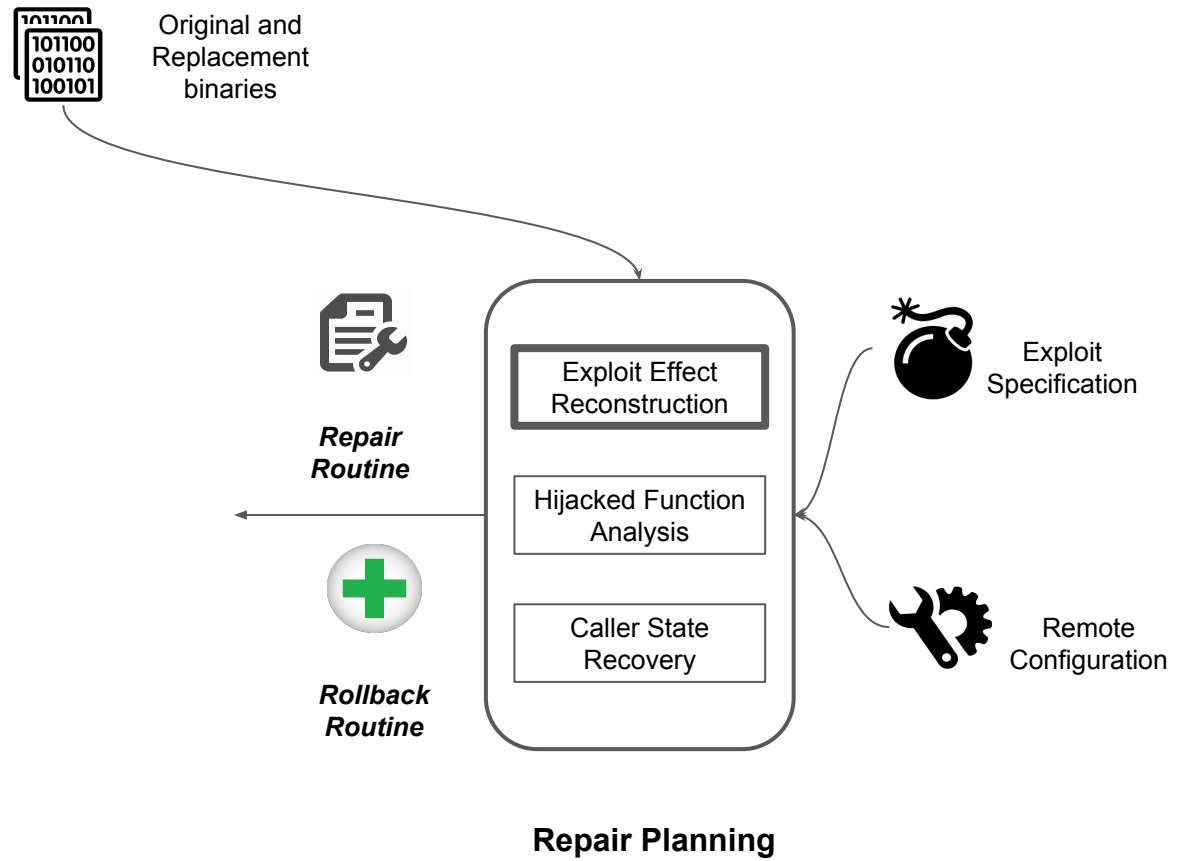 101100
101100
010110
100101
Original and
Replacement
binaries
Exploit Effect
Reconstruction
Exploit
Specification
Repair
Routine
Hijacked Function
Analysis
Caller State
Recovery
Remote
Configuration
Rollback
Routine
Repair Planning